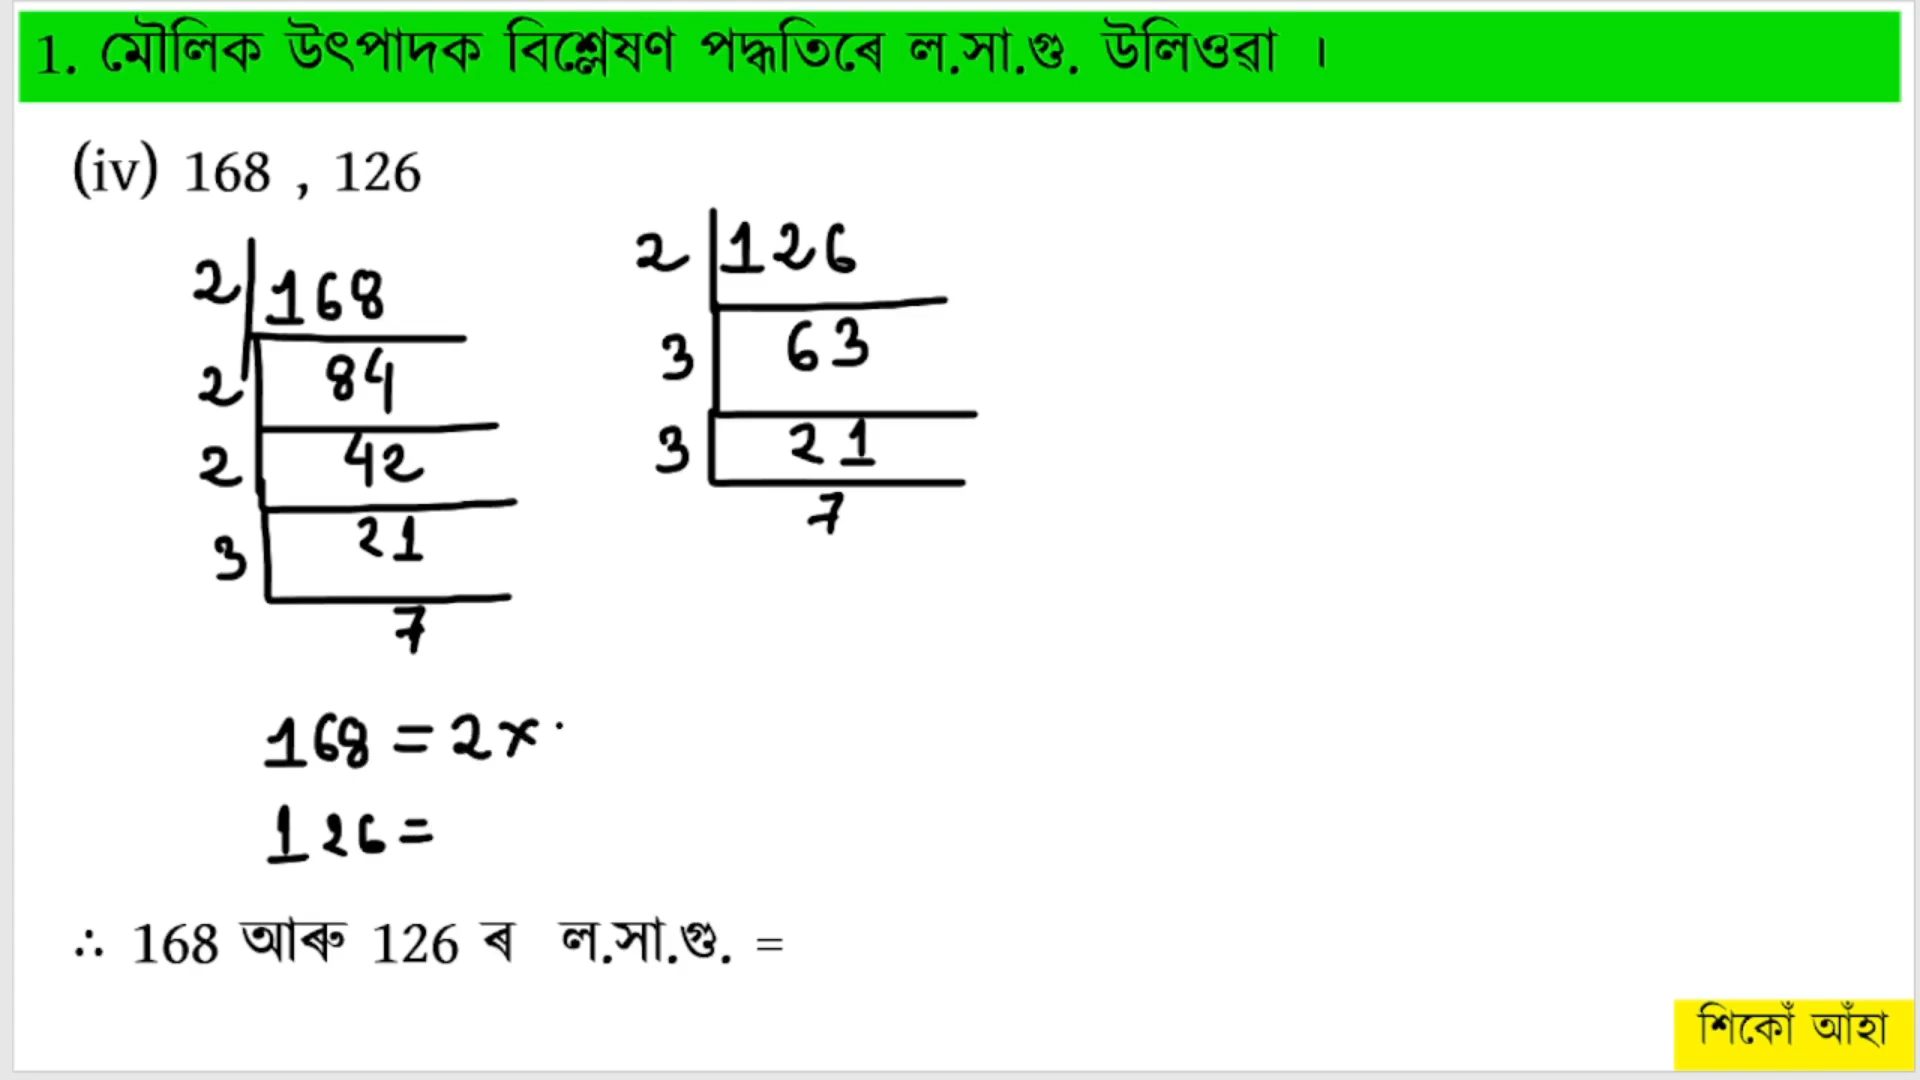 1. মৌলিক উৎপাদক বিশ্লেষণ পদ্ধতিৰে ল.সা.গু. উলিওৱা ।
(iv) 168 , 126
2 168
2 84
2 42
3 21
7
2 126
3 63
3 21
7
168 = 2 ×
126 =
∴ 168 আৰু 126 ৰ ল.সা.গু. =
শিকোঁ আঁহা